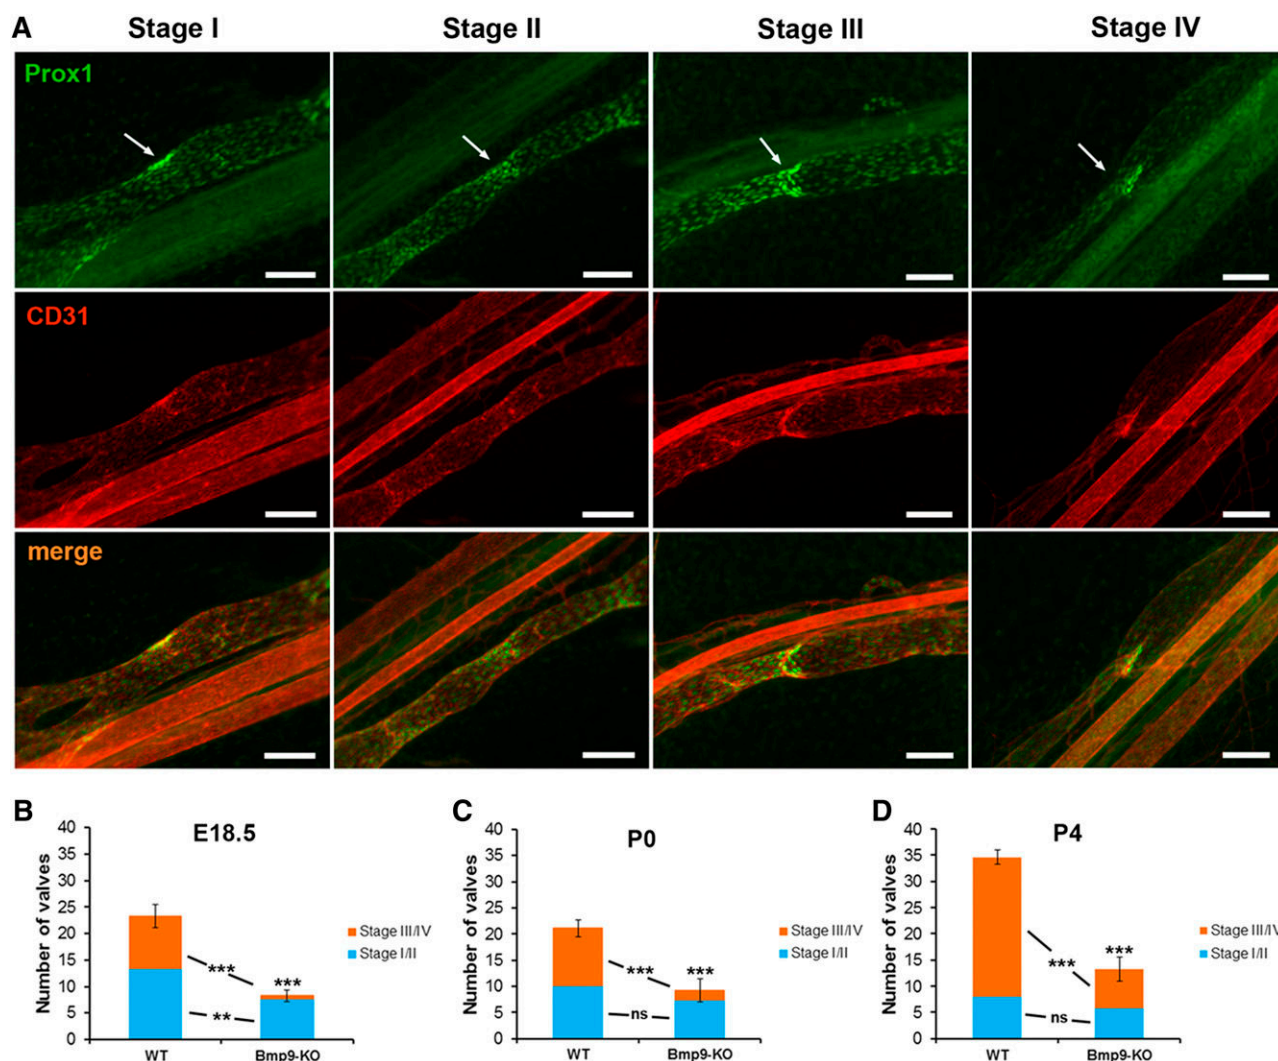 A
Stage I
Stage II
Stage III
Stage IV
Prox1
CD31
merge
B
E18.5
Number of valves
40
35
30
25
20
15
10
5
0
***
***
**
Stage III/IV
Stage I/II
WT
Bmp9-KO
C
P0
Number of valves
40
35
30
25
20
15
10
5
0
***
***
ns
Stage III/IV
Stage I/II
WT
Bmp9-KO
D
P4
Number of valves
40
35
30
25
20
15
10
5
0
***
***
ns
Stage III/IV
Stage I/II
WT
Bmp9-KO